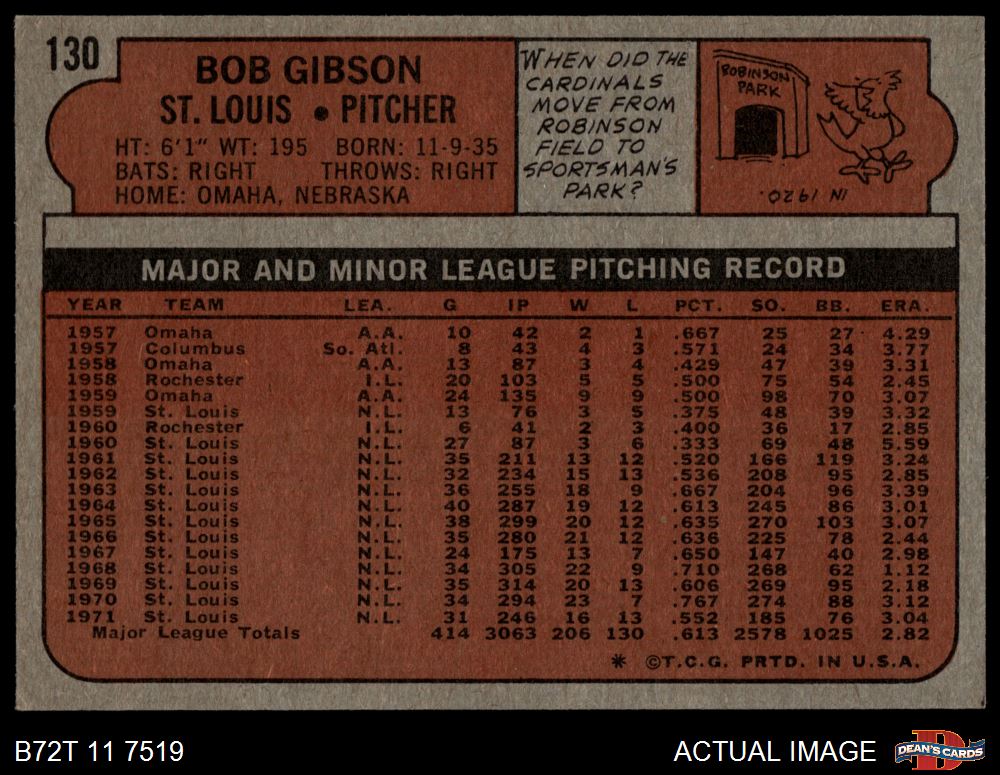 130
BOB GIBSON
ST. LOUIS • PITCHER
HT: 6'1" WT: 195 BORN: 11-9-35
BATS: RIGHT THROWS: RIGHT
HOME: OMAHA, NEBRASKA
WHEN DID THE
CARDINALS
MOVE FROM
ROBINSON
FIELD TO
SPORTSMAN'S
PARK?
ROBINSON
PARK
IN 1920.
MAJOR AND MINOR LEAGUE PITCHING RECORD
YEAR TEAM LEA. G IP W L PCT. SO. BB. ERA.
1957 Omaha A.A. 10 42 2 1 .667 25 27 4.29
1957 Columbus So. Atl. 8 43 4 3 .571 24 34 3.77
1958 Omaha A.A. 13 87 3 4 .429 47 39 3.31
1958 Rochester I.L. 20 103 5 5 .500 75 54 2.45
1959 Omaha A.A. 24 135 9 9 .500 98 70 3.07
1959 St. Louis N.L. 13 76 3 5 .375 48 39 3.32
1960 Rochester I.L. 6 41 2 3 .400 36 17 2.85
1960 St. Louis N.L. 27 87 3 6 .333 69 48 5.59
1961 St. Louis N.L. 35 211 13 12 .520 166 119 3.24
1962 St. Louis N.L. 32 234 15 13 .536 208 95 2.85
1963 St. Louis N.L. 36 255 18 9 .667 204 96 3.39
1964 St. Louis N.L. 40 287 19 12 .613 245 86 3.01
1965 St. Louis N.L. 38 299 20 12 .635 270 103 3.07
1966 St. Louis N.L. 35 280 21 12 .636 225 78 2.44
1967 St. Louis N.L. 24 175 13 7 .650 147 40 2.98
1968 St. Louis N.L. 34 305 22 9 .710 268 62 1.12
1969 St. Louis N.L. 35 314 20 13 .606 269 95 2.18
1970 St. Louis N.L. 34 294 23 7 .767 274 88 3.12
1971 St. Louis N.L. 31 246 16 13 .552 185 76 3.04
Major League Totals 414 3063 206 130 .613 2578 1025 2.82
* ©T.C.G. PRTD. IN U.S.A.
B72T 11 7519
ACTUAL IMAGE
D
DEAN'S CARDS